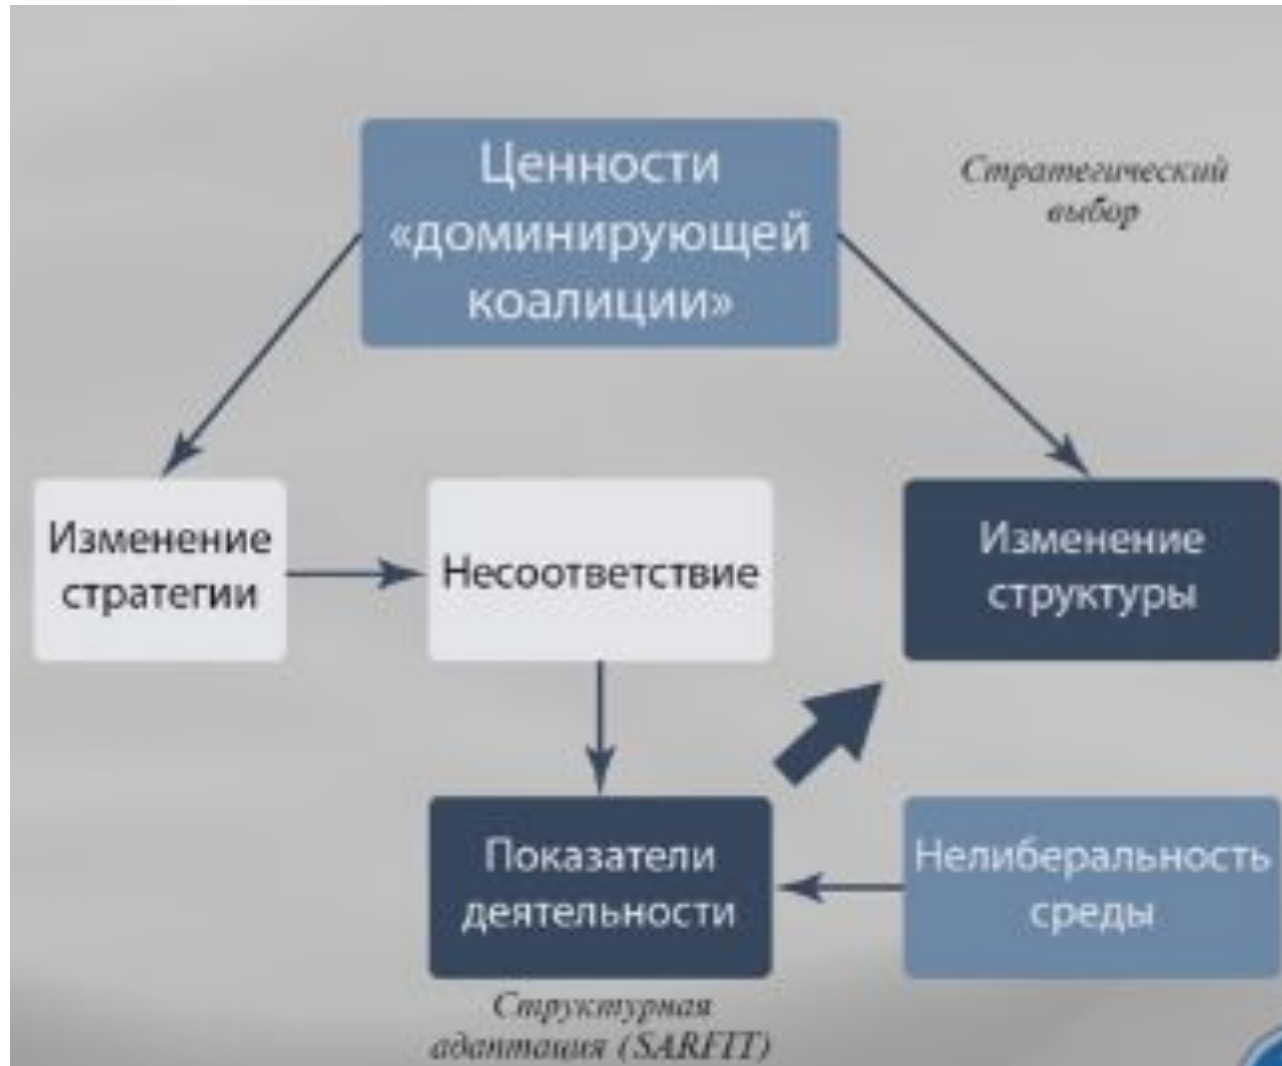 Ценности
«доминирующей
коалиции»
Стратегический
выбор
Изменение
стратегии
Несоответствие
Изменение
структуры
Показатели
деятельности
Нелиберальность
среды
Структурная
адаптация (SARFIT)